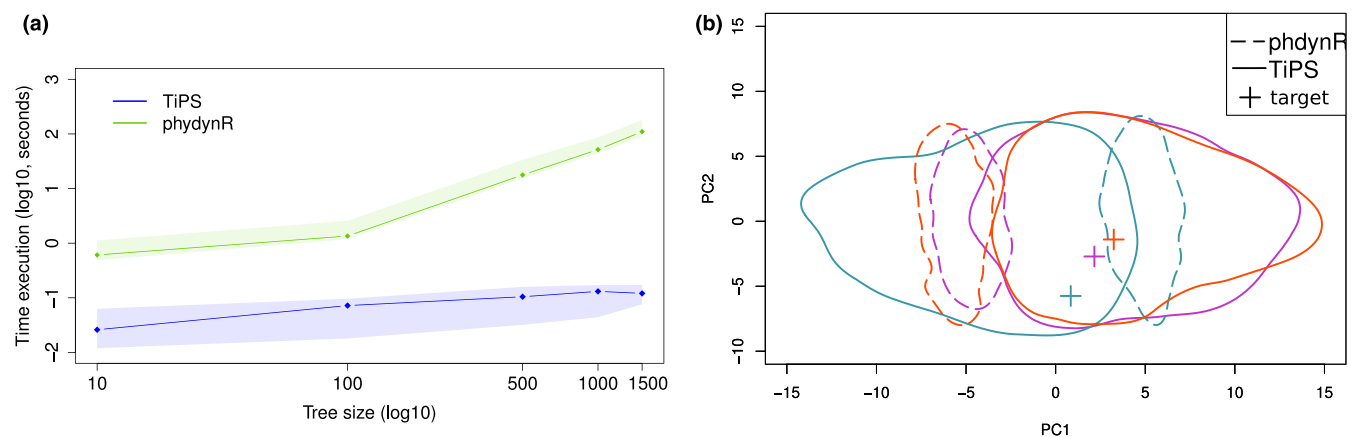 (a)
Time execution (log10, seconds)
3
2
1
0
−1
−2
TiPS
phydynR
10
100
500
1000
1500
Tree size (log10)
(b)
PC2
15
10
5
0
−5
−10
phdynR
TiPS
target
−15
−10
−5
0
5
10
15
PC1